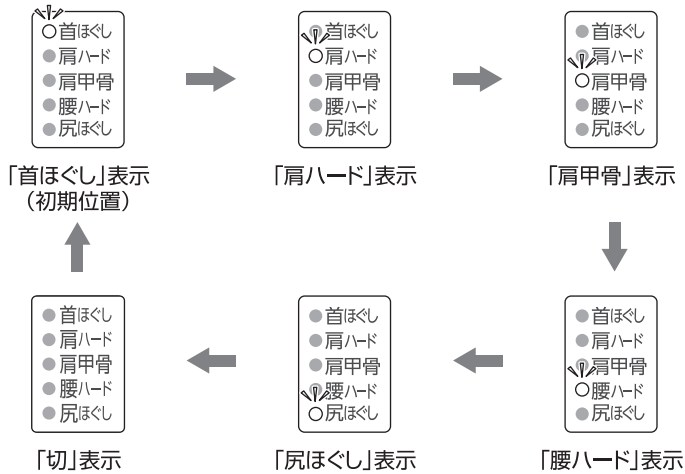 首ほぐし
肩ハード
肩甲骨
腰ハード
尻ほぐし
「首ほぐし」表示
（初期位置）
首ほぐし
肩ハード
肩甲骨
腰ハード
尻ほぐし
「肩ハード」表示
首ほぐし
肩ハード
肩甲骨
腰ハード
尻ほぐし
「肩甲骨」表示
首ほぐし
肩ハード
肩甲骨
腰ハード
尻ほぐし
「腰ハード」表示
首ほぐし
肩ハード
肩甲骨
腰ハード
尻ほぐし
「尻ほぐし」表示
首ほぐし
肩ハード
肩甲骨
腰ハード
尻ほぐし
「切」表示